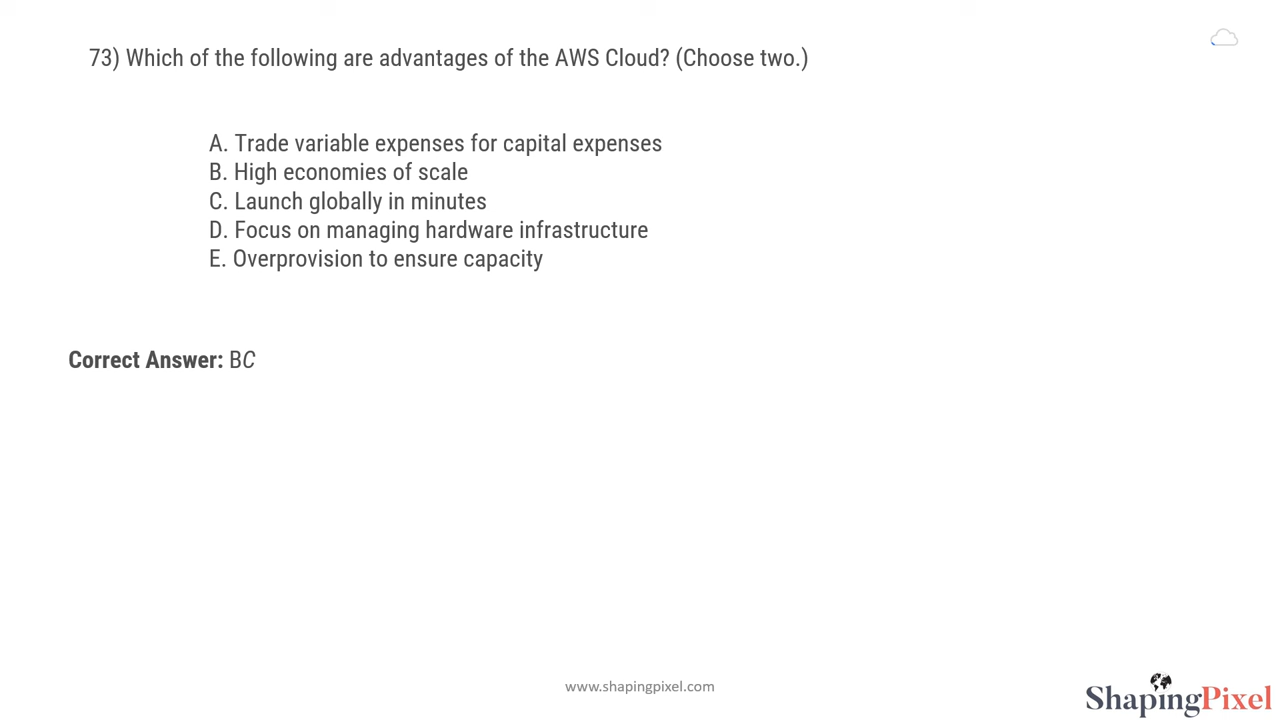 73) Which of the following are advantages of the AWS Cloud? (Choose two.)
A. Trade variable expenses for capital expenses
B. High economies of scale
C. Launch globally in minutes
D. Focus on managing hardware infrastructure
E. Overprovision to ensure capacity
Correct Answer: BC
www.shapingpixel.com
ShapingPixel